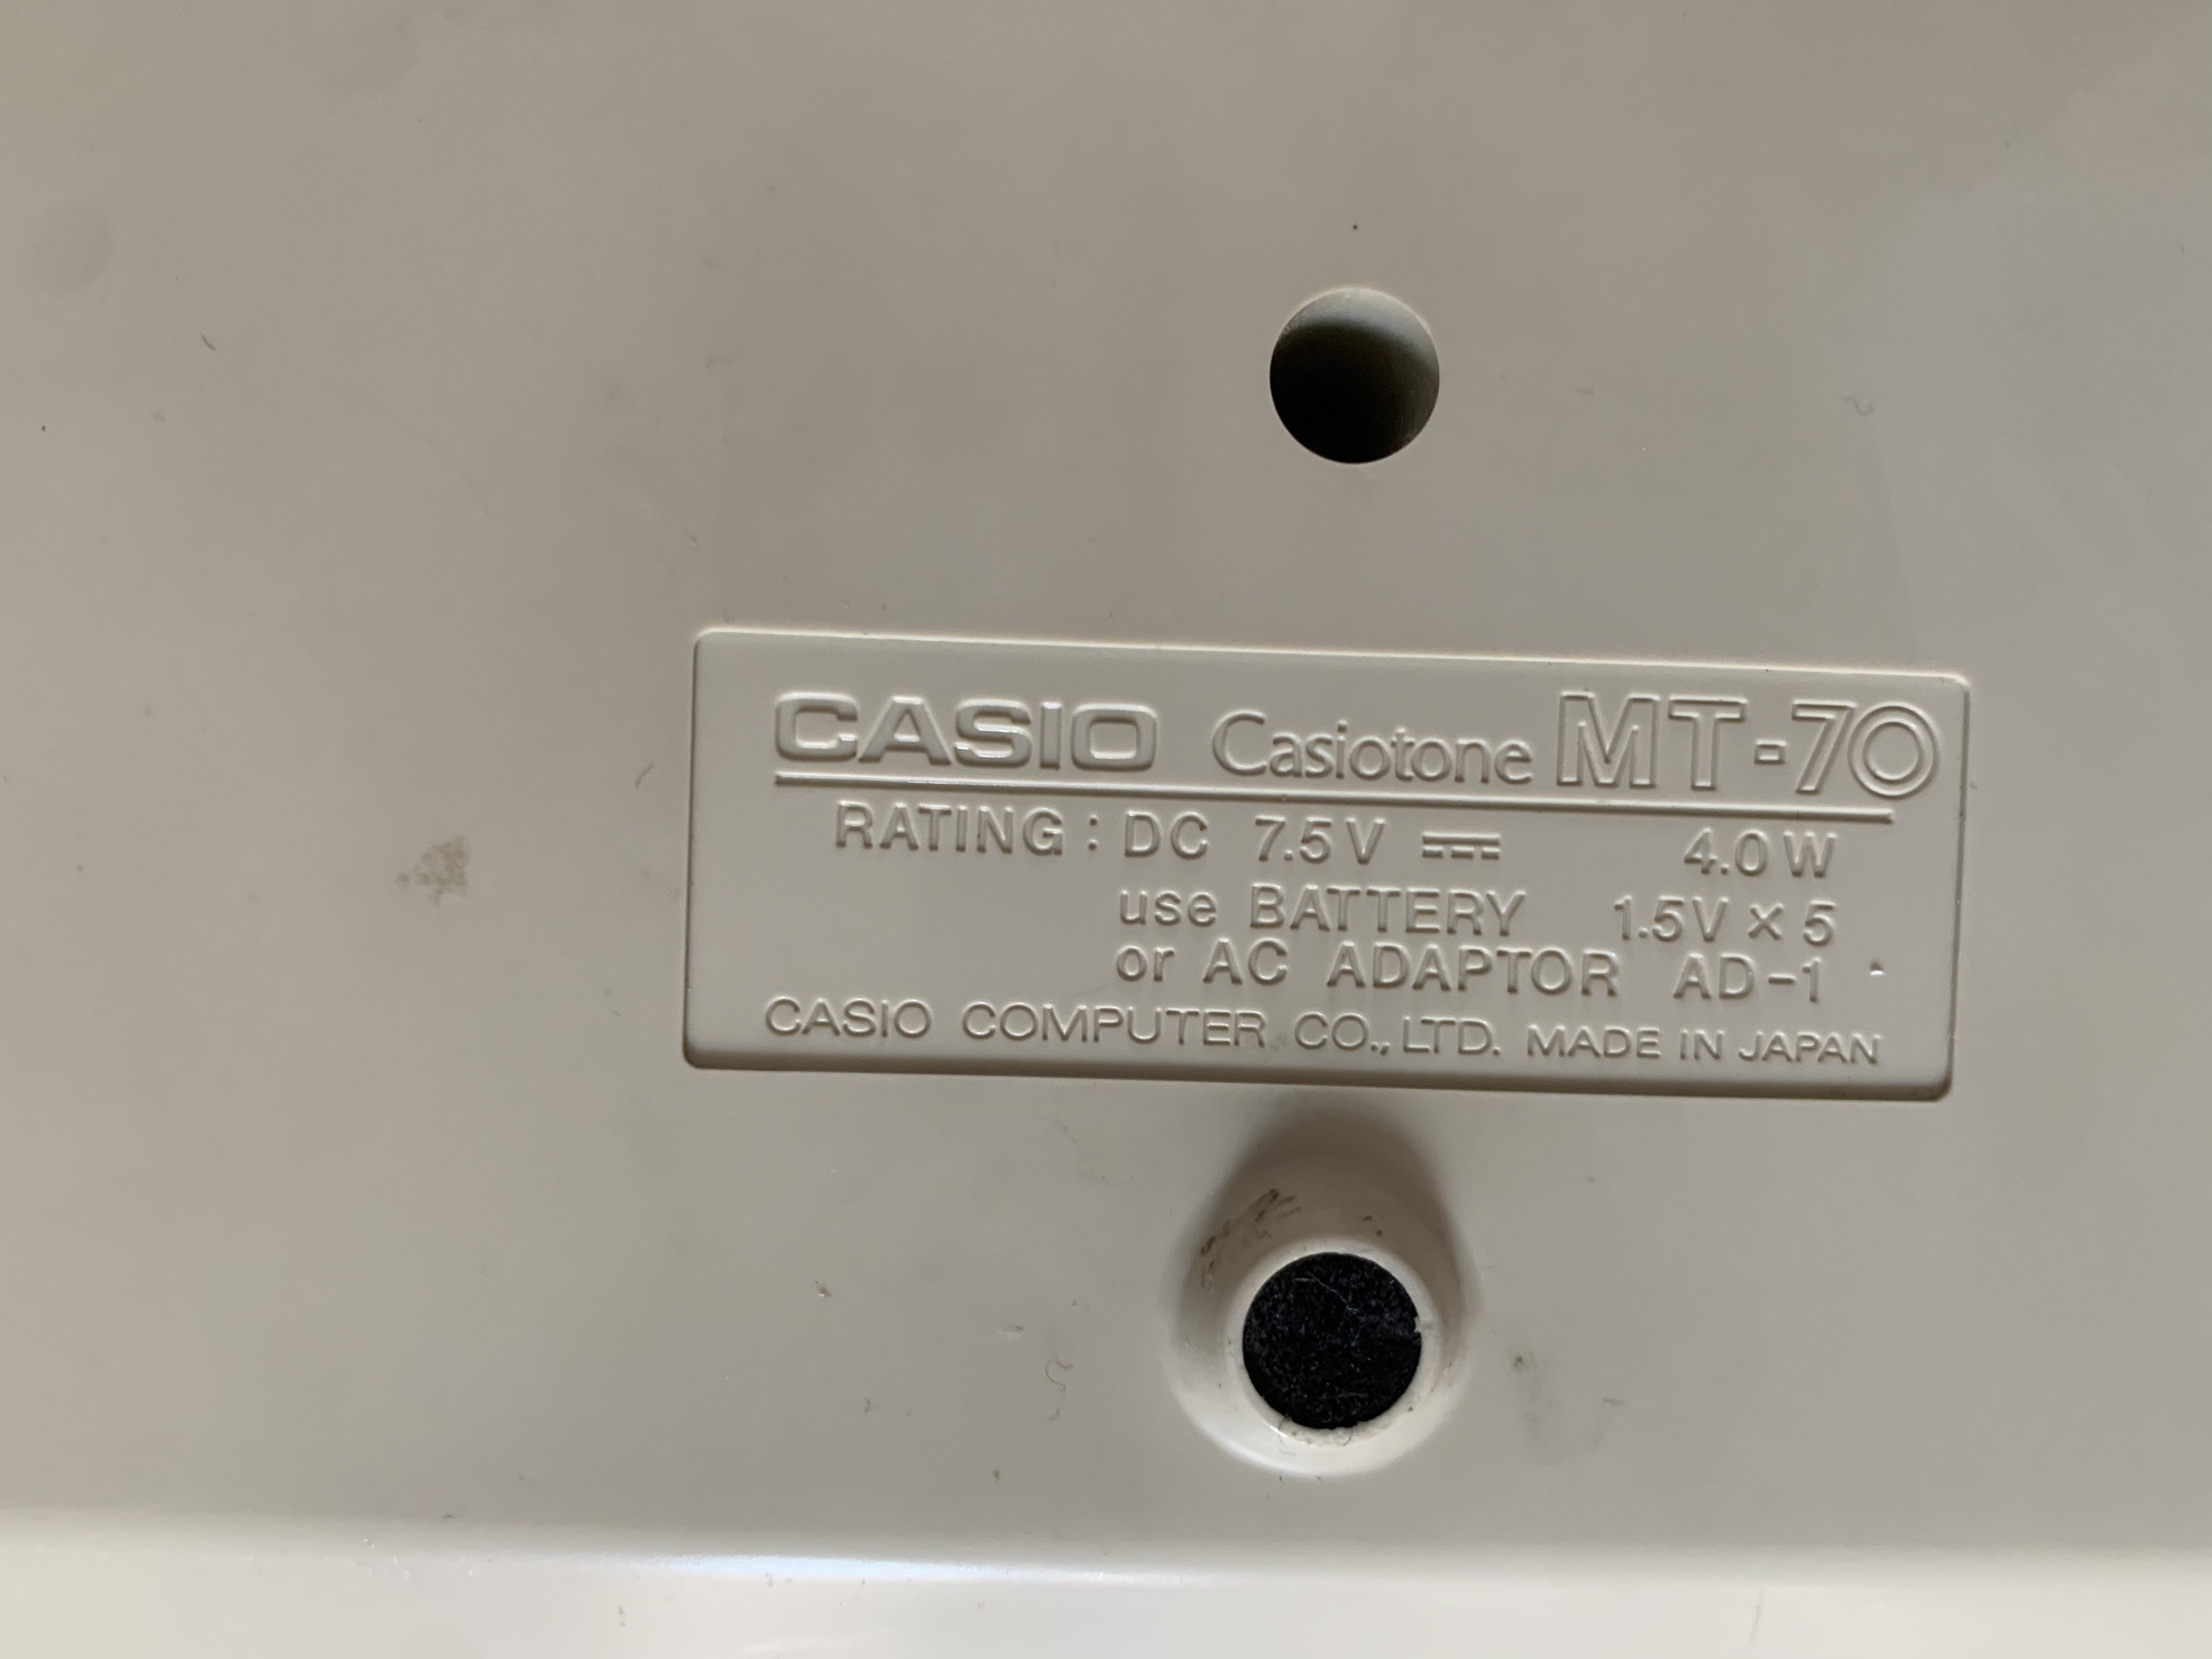 CASIO Casiotone MT-70
RATING : DC 7.5V ⎓ 4.0W
use BATTERY 1.5V × 5
or AC ADAPTOR AD-1
CASIO COMPUTER CO., LTD. MADE IN JAPAN